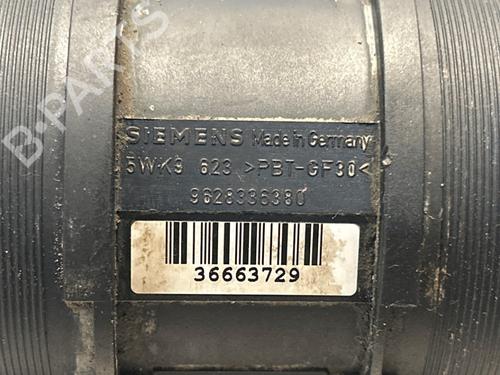 B-PARTS
SIEMENS Made in Germany
5WK9 623 >PBT-GF30<
9628336380
36663729